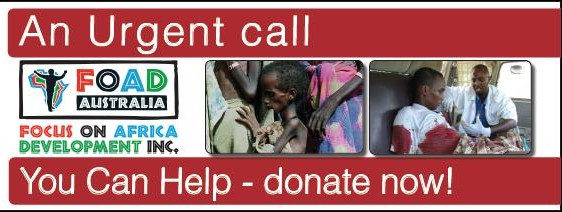 An Urgent call
FOAD
AUSTRALIA
FOCUS ON AFRICA
DEVELOPMENT INC.
You Can Help - donate now!